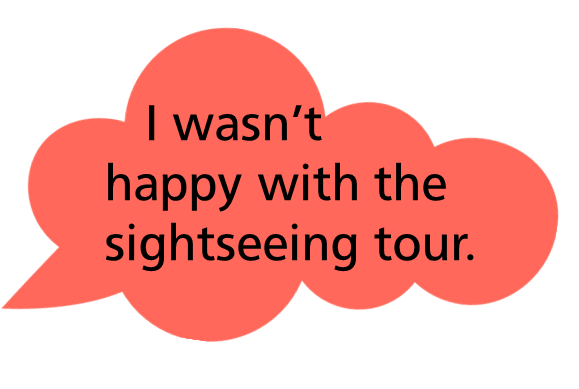 I wasn’t
happy with the
sightseeing tour.